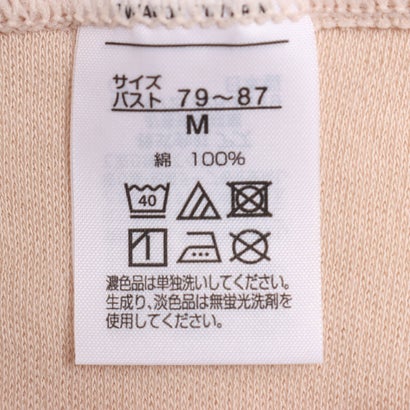 サイズ
バスト 79～87
M
綿 100%
40
濃色品は単独洗いしてください。
生成り、淡色品は無蛍光洗剤を
使用してください。